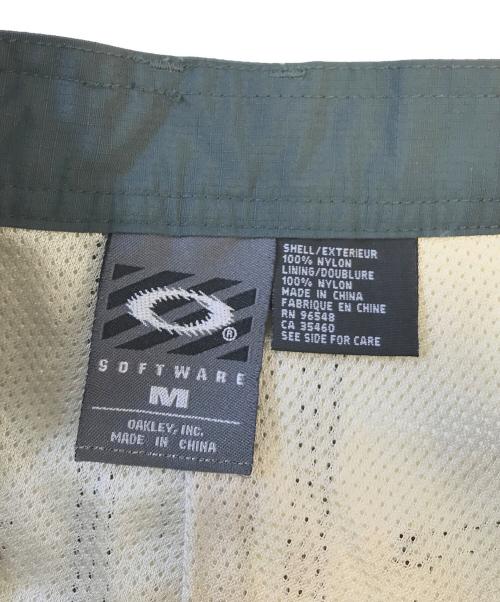 ®
SOFTWARE
M
OAKLEY, INC.
MADE IN CHINA
SHELL/EXTERIEUR
100% NYLON
LINING/DOUBLURE
100% NYLON
MADE IN CHINA
FABRIQUE EN CHINE
RN 96548
CA 35460
SEE SIDE FOR CARE